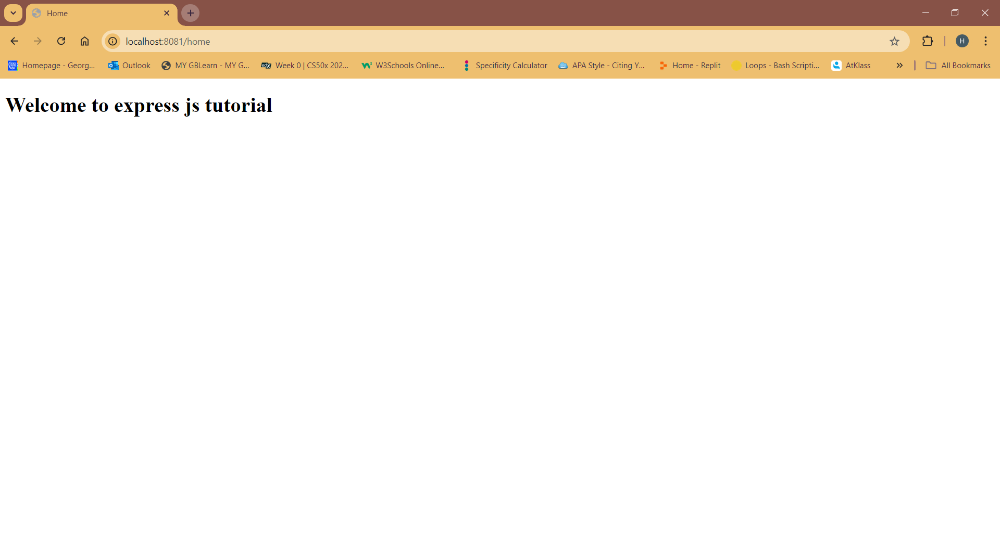 Home
localhost:8081/home
H
Homepage - Georg...
Outlook
MY GBLearn - MY G...
edX
Week 0 | CS50x 202...
W3Schools Online...
Specificity Calculator
APA Style - Citing Y...
Home - Replit
Loops - Bash Scripti...
AtKlass
All Bookmarks
Welcome to express js tutorial